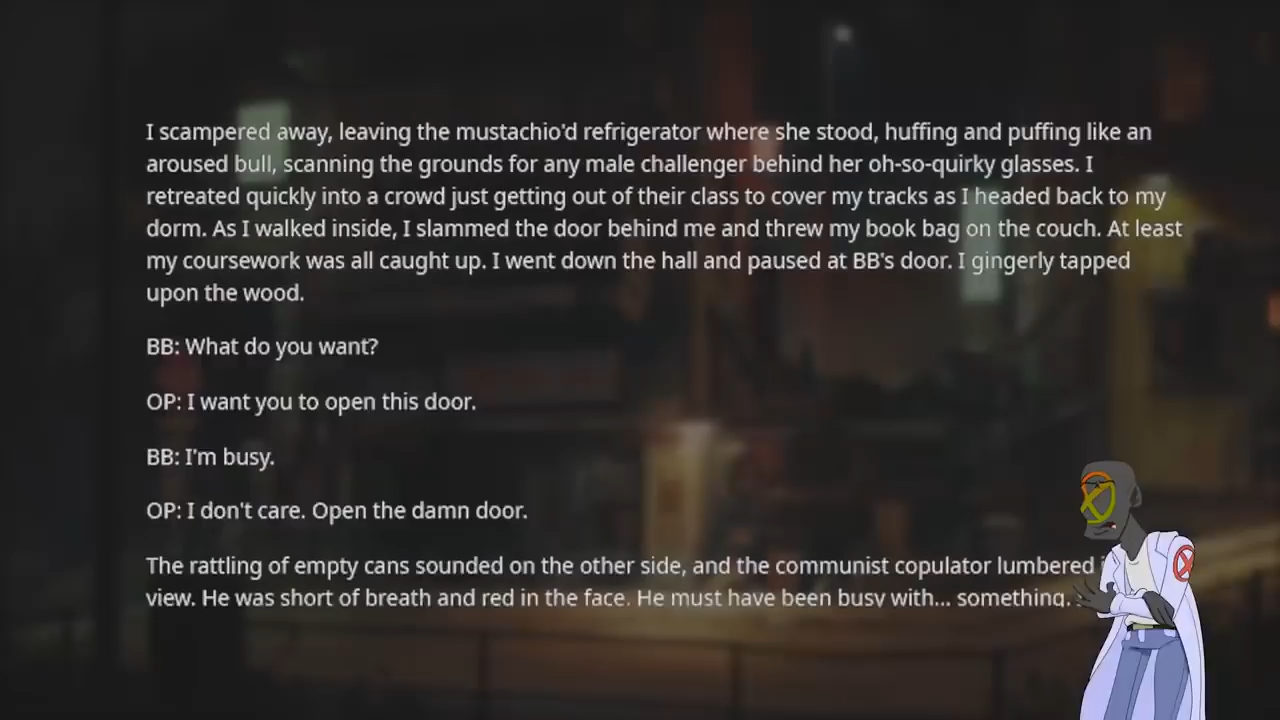 I scampered away, leaving the mustachio'd refrigerator where she stood, huffing and puffing like an
aroused bull, scanning the grounds for any male challenger behind her oh-so-quirky glasses. I
retreated quickly into a crowd just getting out of their class to cover my tracks as I headed back to my
dorm. As I walked inside, I slammed the door behind me and threw my book bag on the couch. At least
my coursework was all caught up. I went down the hall and paused at BB's door. I gingerly tapped
upon the wood.
BB: What do you want?
OP: I want you to open this door.
BB: I'm busy.
OP: I don't care. Open the damn door.
The rattling of empty cans sounded on the other side, and the communist copulator lumbered
view. He was short of breath and red in the face. He must have been busy with... something.